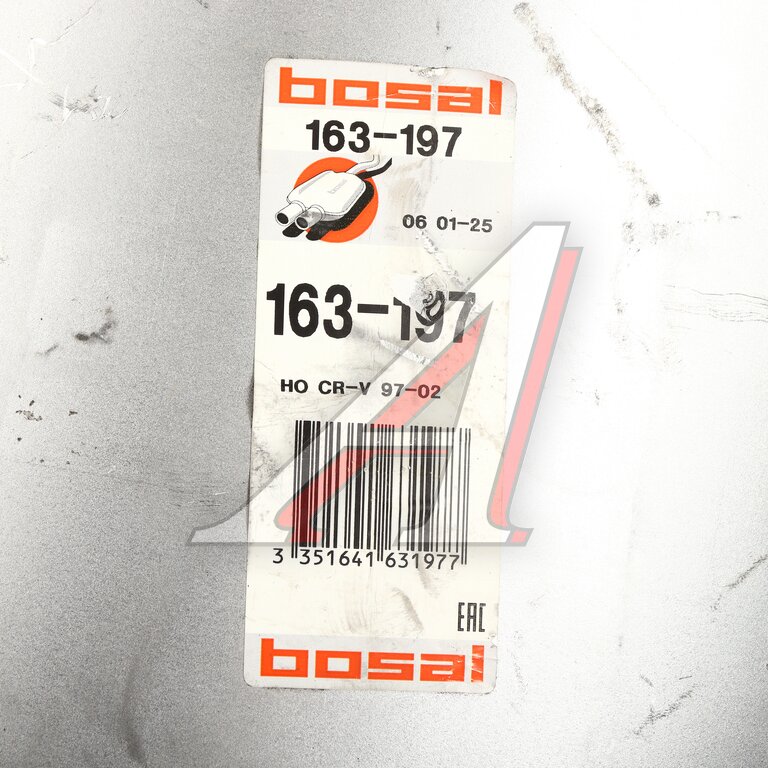 bosal
163-197
06 01-25
163-197
HO CR-V 97-02
3 351641 631977
EAC
bosal